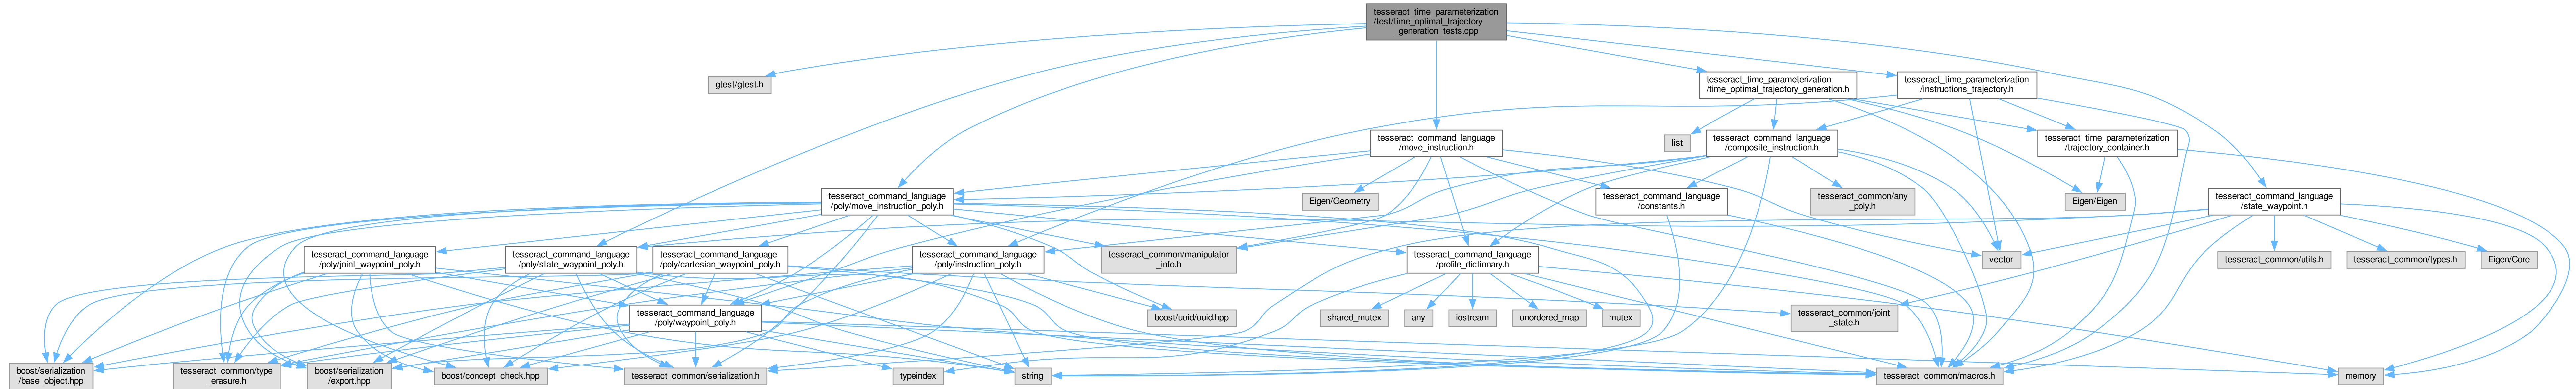 tesseract_time_parameterization
/test/time_optimal_trajectory
_generation_tests.cpp
gtest/gtest.h
tesseract_time_parameterization
/time_optimal_trajectory_generation.h
tesseract_time_parameterization
/instructions_trajectory.h
list
tesseract_command_language
/move_instruction.h
tesseract_command_language
/composite_instruction.h
tesseract_time_parameterization
/trajectory_container.h
tesseract_command_language
/poly/move_instruction_poly.h
Eigen/Geometry
tesseract_command_language
/constants.h
tesseract_common/any
_poly.h
Eigen/Eigen
tesseract_command_language
/state_waypoint.h
tesseract_command_language
/poly/joint_waypoint_poly.h
tesseract_command_language
/poly/state_waypoint_poly.h
tesseract_command_language
/poly/cartesian_waypoint_poly.h
tesseract_command_language
/poly/instruction_poly.h
tesseract_common/manipulator
_info.h
tesseract_command_language
/profile_dictionary.h
vector
tesseract_common/utils.h
tesseract_common/types.h
Eigen/Core
tesseract_command_language
/poly/waypoint_poly.h
boost/uuid/uuid.hpp
shared_mutex
any
iostream
unordered_map
mutex
tesseract_common/joint
_state.h
boost/serialization
/base_object.hpp
tesseract_common/type
_erasure.h
boost/serialization
/export.hpp
boost/concept_check.hpp
tesseract_common/serialization.h
typeindex
string
tesseract_common/macros.h
memory